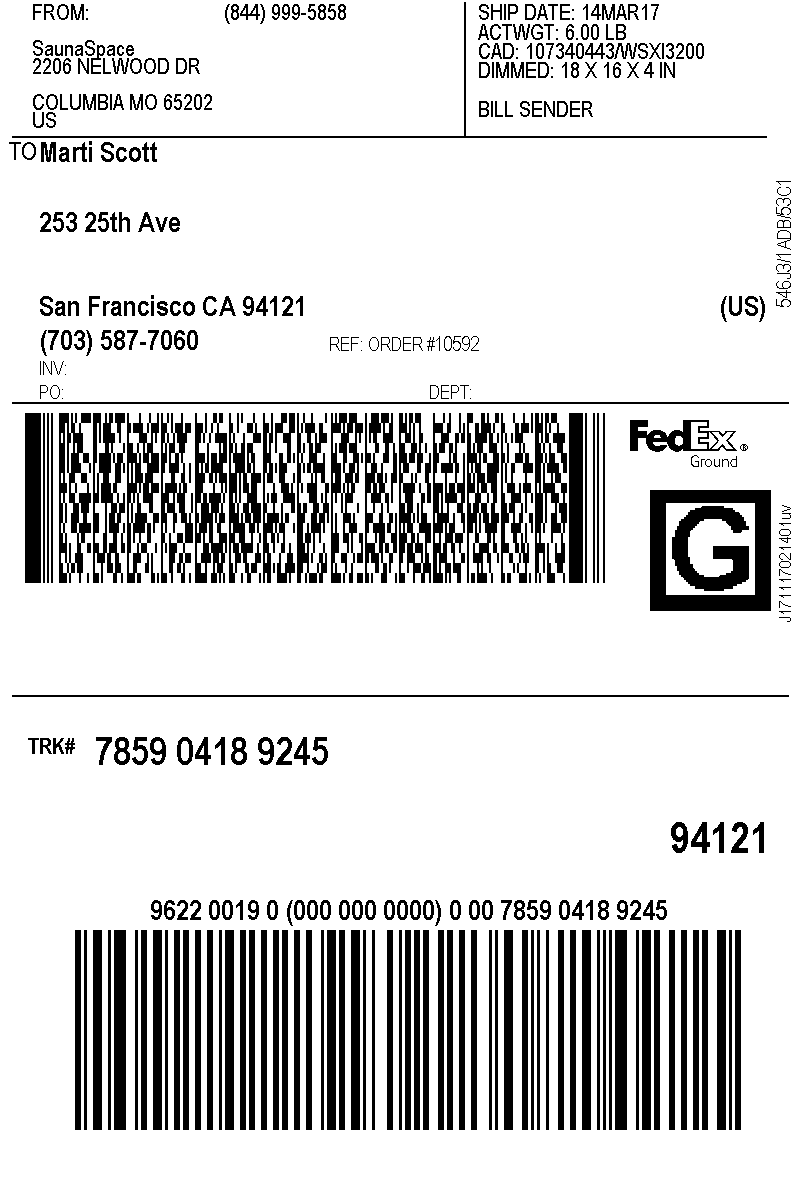 FROM: (844) 999-5858
SaunaSpace
2206 NELWOOD DR
COLUMBIA MO 65202
US
SHIP DATE: 14MAR17
ACTWGT: 6.00 LB
CAD: 107340443/WSXI3200
DIMMED: 18 X 16 X 4 IN
BILL SENDER
TO Marti Scott
253 25th Ave
San Francisco CA 94121 (US)
(703) 587-7060 REF: ORDER #10592
INV:
PO: DEPT:
546J3/1ADB/53C1
FedEx®
Ground
G
J171117021401uv
TRK# 7859 0418 9245
94121
9622 0019 0 (000 000 0000) 0 00 7859 0418 9245